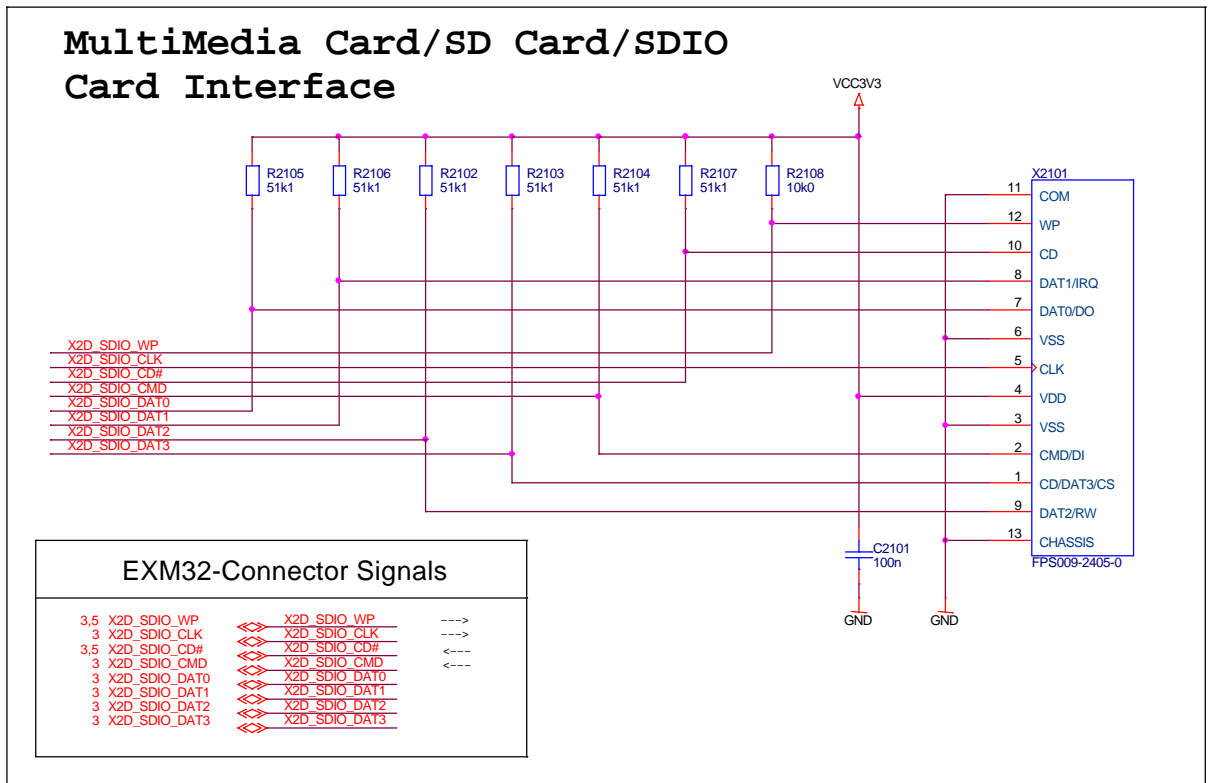 MultiMedia Card/SD Card/SDIO
Card Interface
VCC3V3
R2105
51k1
R2106
51k1
R2102
51k1
R2103
51k1
R2104
51k1
R2107
51k1
R2108
10k0
X2101
11 COM
12 WP
10 CD
8 DAT1/IRQ
7 DAT0/DO
6 VSS
5 CLK
4 VDD
3 VSS
2 CMD/DI
1 CD/DAT3/CS
9 DAT2/RW
13 CHASSIS
FPS009-2405-0
X2D_SDIO_WP
X2D_SDIO_CLK
X2D_SDIO_CD#
X2D_SDIO_CMD
X2D_SDIO_DAT0
X2D_SDIO_DAT1
X2D_SDIO_DAT2
X2D_SDIO_DAT3
C2101
100n
GND
GND
EXM32-Connector Signals
3,5 X2D_SDIO_WP X2D_SDIO_WP --->
3 X2D_SDIO_CLK X2D_SDIO_CLK --->
3,5 X2D_SDIO_CD# X2D_SDIO_CD# <---
3 X2D_SDIO_CMD X2D_SDIO_CMD <---
3 X2D_SDIO_DAT0 X2D_SDIO_DAT0
3 X2D_SDIO_DAT1 X2D_SDIO_DAT1
3 X2D_SDIO_DAT2 X2D_SDIO_DAT2
3 X2D_SDIO_DAT3 X2D_SDIO_DAT3